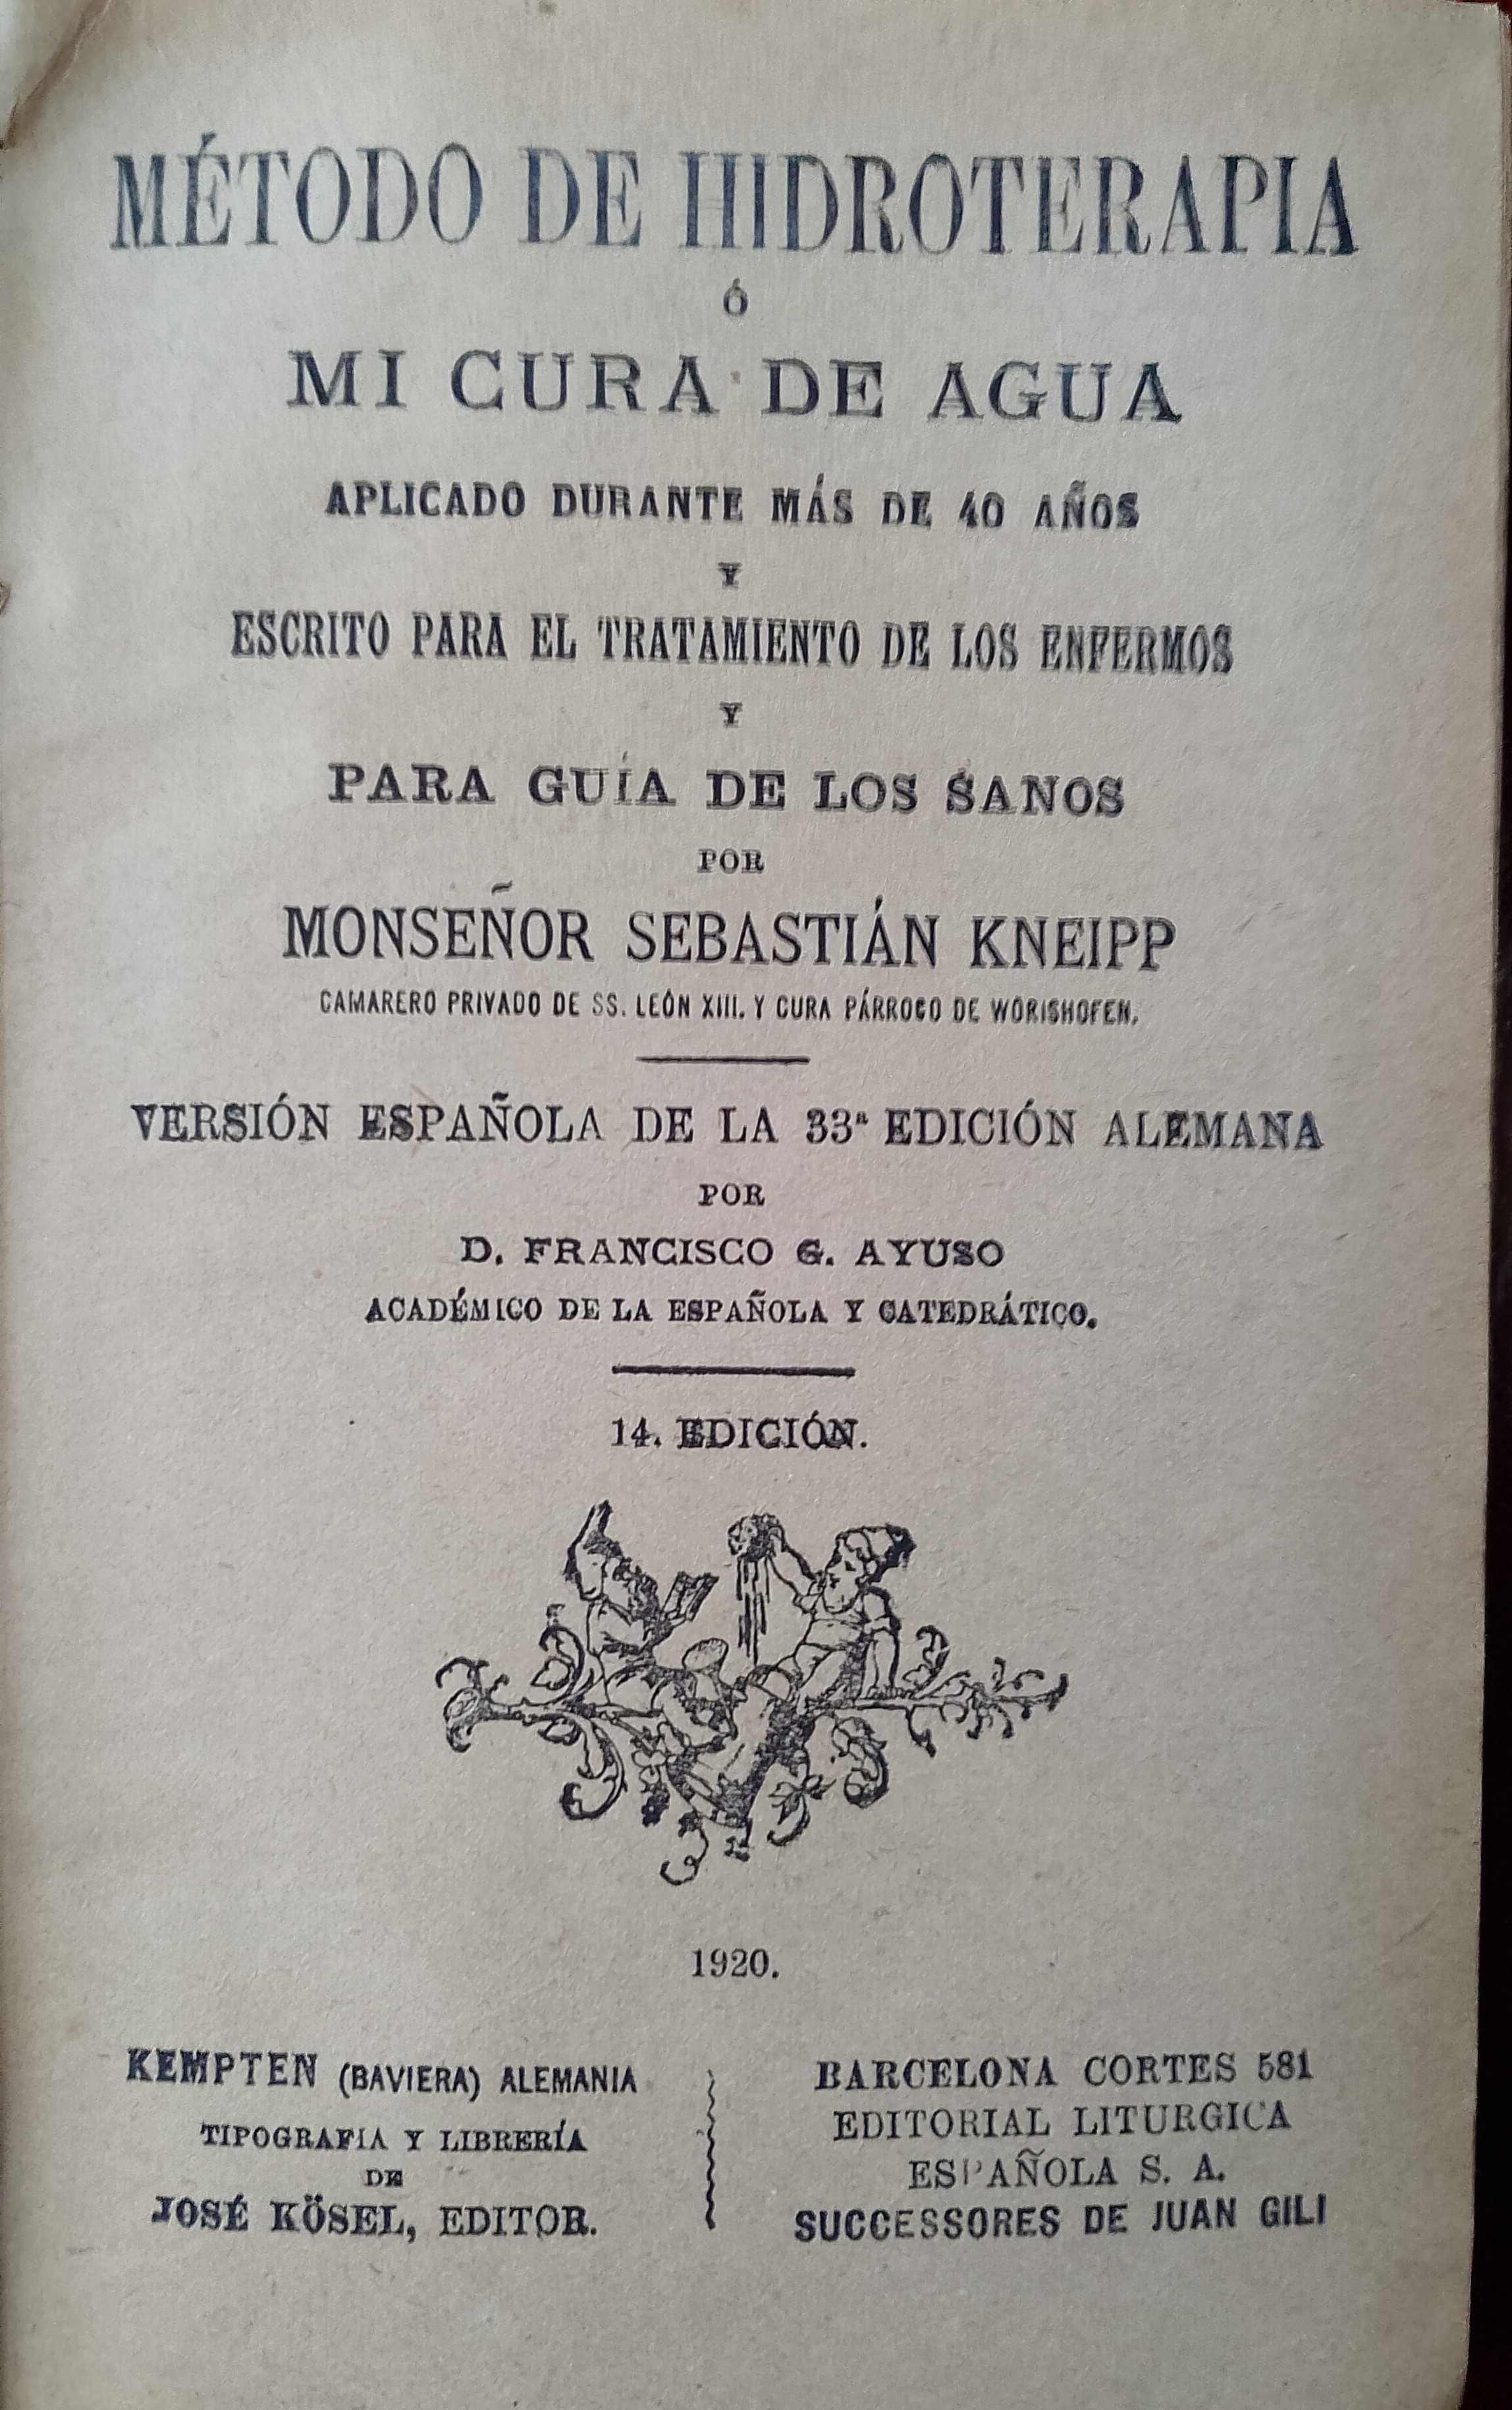 MÉTODO DE HIDROTERAPIA
Ó
MI CURA DE AGUA
APLICADO DURANTE MÁS DE 40 AÑOS
Y
ESCRITO PARA EL TRATAMIENTO DE LOS ENFERMOS
Y
PARA GUÍA DE LOS SANOS
POR
MONSEÑOR SEBASTIÁN KNEIPP
CAMARERO PRIVADO DE SS. LEÓN XIII. Y CURA PÁRROCO DE WORISHOFEN.
VERSIÓN ESPAÑOLA DE LA 33ª EDICIÓN ALEMANA
POR
D. FRANCISCO G. AYUSO
ACADÉMICO DE LA ESPAÑOLA Y CATEDRÁTICO.
14. EDICIÓN.
1920.
KEMPTEN (BAVIERA) ALEMANIA
TIPOGRAFIA Y LIBRERÍA
DE
JOSÉ KÖSEL, EDITOR.
BARCELONA CORTES 581
EDITORIAL LITURGICA
ESPAÑOLA S. A.
SUCCESSORES DE JUAN GILI